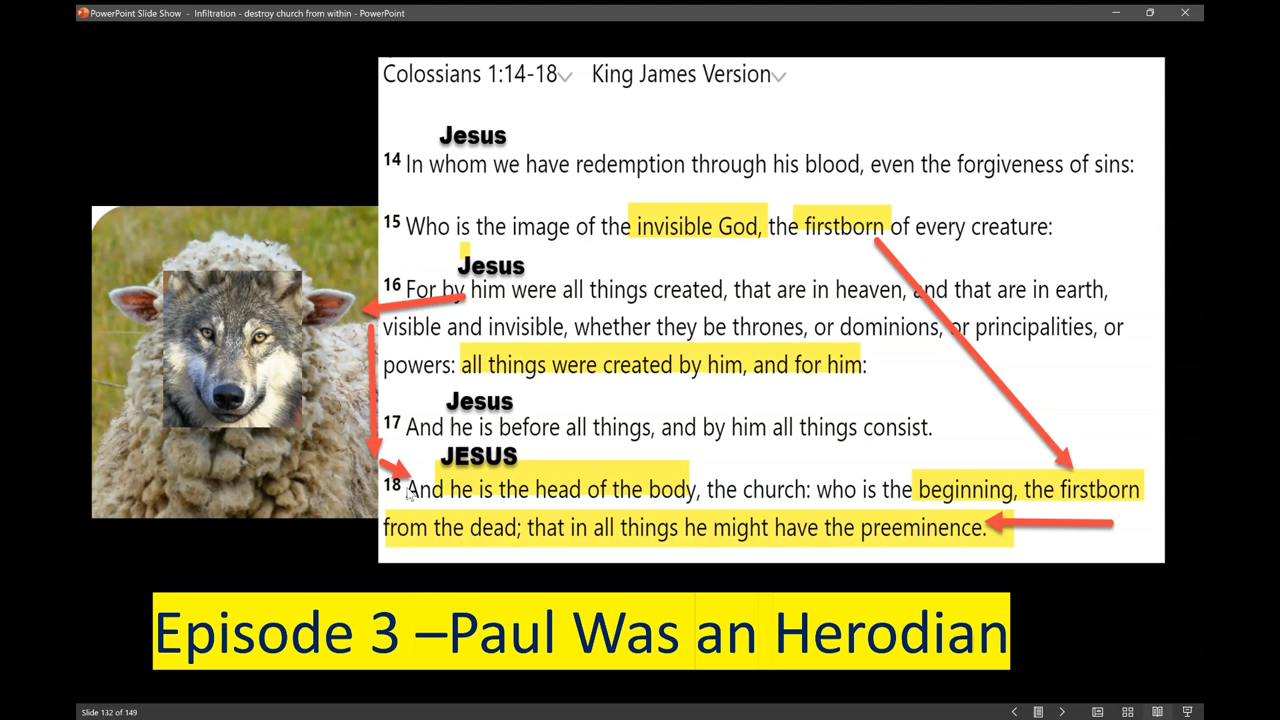 PowerPoint Slide Show - Infiltration - destroy church from within - PowerPoint
Colossians 1:14-18 King James Version
Jesus
14 In whom we have redemption through his blood, even the forgiveness of sins:
15 Who is the image of the invisible God, the firstborn of every creature:
Jesus
16 For by him were all things created, that are in heaven, and that are in earth,
visible and invisible, whether they be thrones, or dominions, or principalities, or
powers: all things were created by him, and for him:
Jesus
17 And he is before all things, and by him all things consist.
JESUS
18 And he is the head of the body, the church: who is the beginning, the firstborn
from the dead; that in all things he might have the preeminence.
Episode 3 –Paul Was an Herodian
Slide 132 of 149